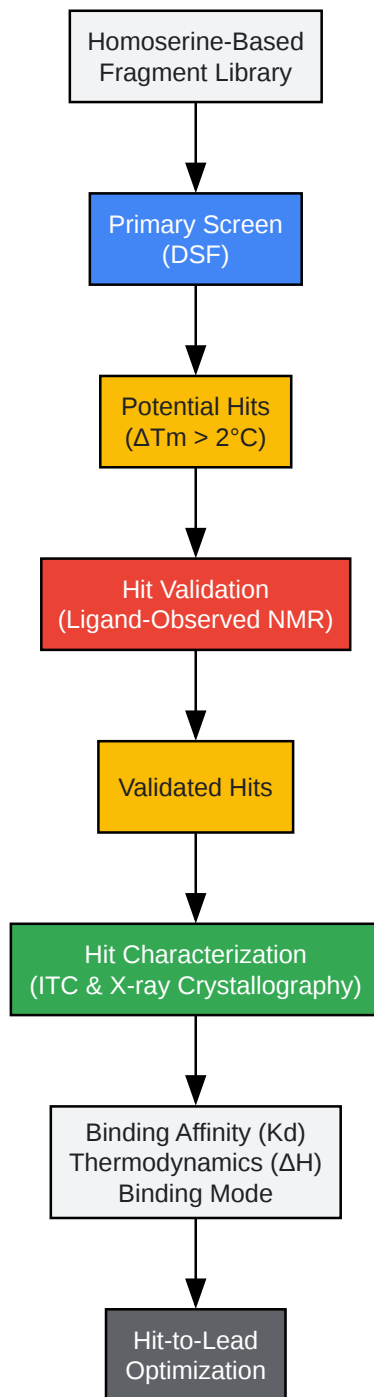 Homoserine-Based
Fragment Library
Primary Screen
(DSF)
Potential Hits
(ΔTm > 2°C)
Hit Validation
(Ligand-Observed NMR)
Validated Hits
Hit Characterization
(ITC & X-ray Crystallography)
Binding Affinity (Kd)
Thermodynamics (ΔH)
Binding Mode
Hit-to-Lead
Optimization